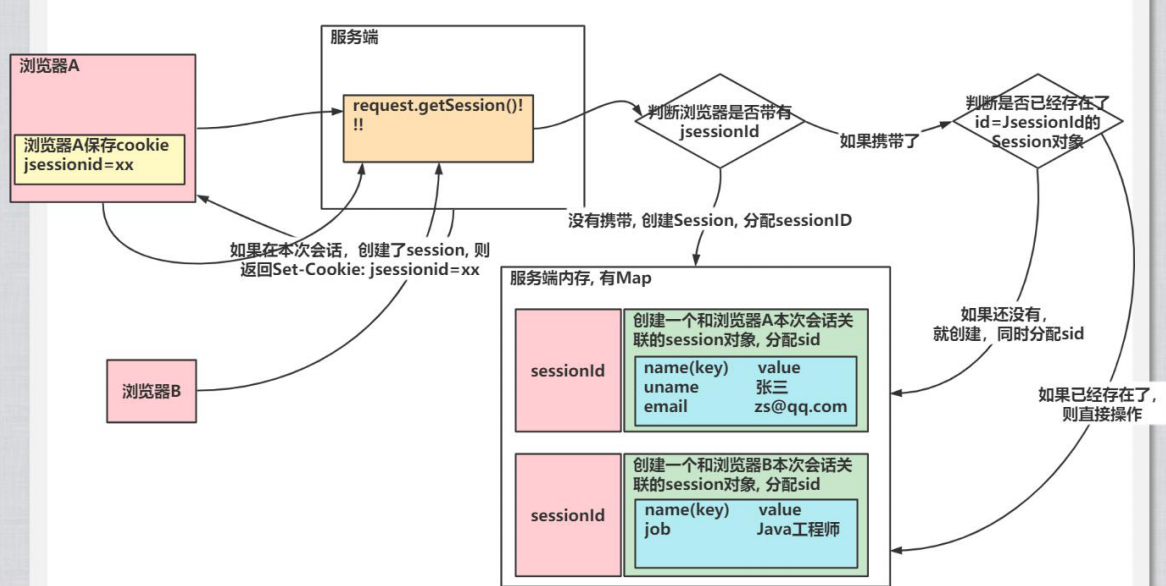 浏览器A
浏览器A保存cookie
jsessionid=xx
服务端
request.getSession()!
!!
判断浏览器是否带有
jsessionId
如果携带了
判断是否已经存在了
id=JsessionId的
Session对象
没有携带, 创建Session, 分配sessionID
如果在本次会话，创建了session, 则
返回Set-Cookie: jsessionid=xx
浏览器B
服务端内存, 有Map
sessionId
创建一个和浏览器A本次会话关
联的session对象, 分配sid
name(key) value
uname 张三
email zs@qq.com
如果还没有，
就创建，同时分配sid
如果已经存在了，
则直接操作
sessionId
创建一个和浏览器B本次会话关
联的session对象, 分配sid
name(key) value
job Java工程师